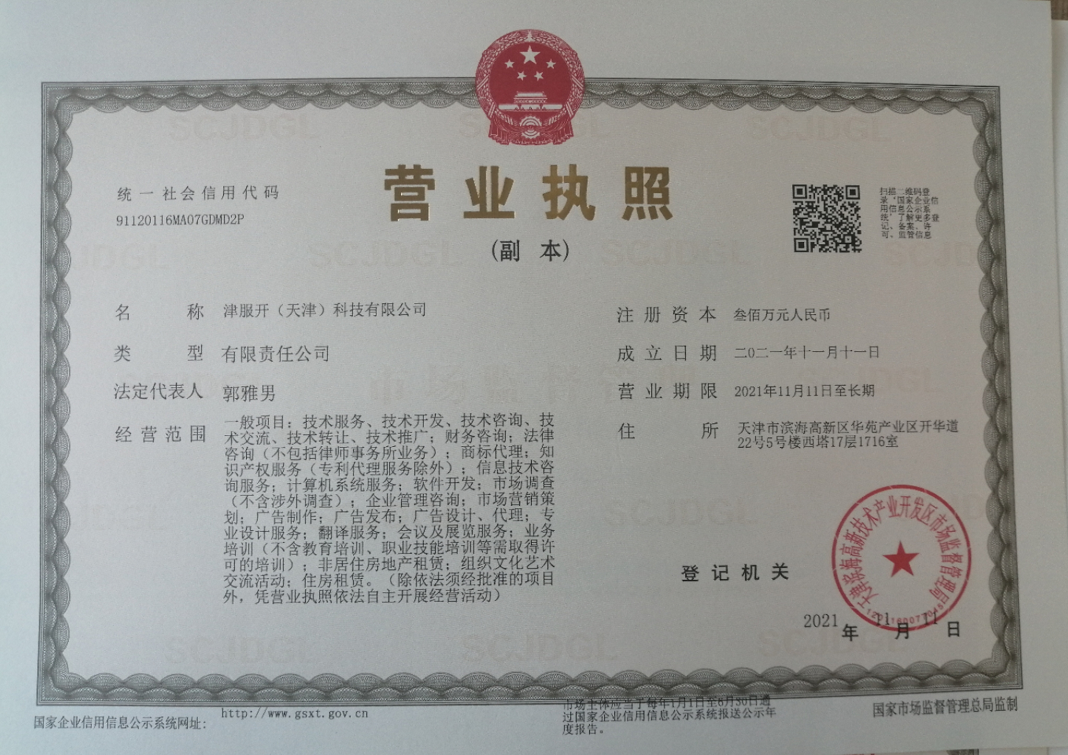 营业执照
(副 本)
统一社会信用代码
91120116MA07GDMD2P
扫描二维码登
录‘国家企业信
用信息公示系
统’了解更多登
记、备案、许
可、监管信息
名 称 津服开（天津）科技有限公司
类 型 有限责任公司
法定代表人 郭雅男
经营范围 一般项目：技术服务、技术开发、技术咨询、技
术交流、技术转让、技术推广；财务咨询；法律
咨询（不包括律师事务所业务）；商标代理；知
识产权服务（专利代理服务除外）；信息技术咨
询服务；计算机系统服务；软件开发；市场调查
（不含涉外调查）；企业管理咨询；市场营销策
划；广告制作；广告发布；广告设计、代理；专
业设计服务；翻译服务；会议及展览服务；业务
培训（不含教育培训、职业技能培训等需取得许
可的培训）；非居住房地产租赁；组织文化艺术
交流活动；住房租赁。（除依法须经批准的项目
外，凭营业执照依法自主开展经营活动）
注册资本 叁佰万元人民币
成立日期 二〇二一年十一月十一日
营业期限 2021年11月11日至长期
住 所 天津市滨海高新区华苑产业区开华道
22号5号楼西塔17层1716室
登记机关
天津滨海高新技术产业开发区市场监督管理局
2021 年 11 月 11 日
国家企业信用信息公示系统网址：
http://www.gsxt.gov.cn
市场主体应当于每年1月1日至6月30日通
过国家企业信用信息公示系统报送公示年
度报告。
国家市场监督管理总局监制
SCJDGL